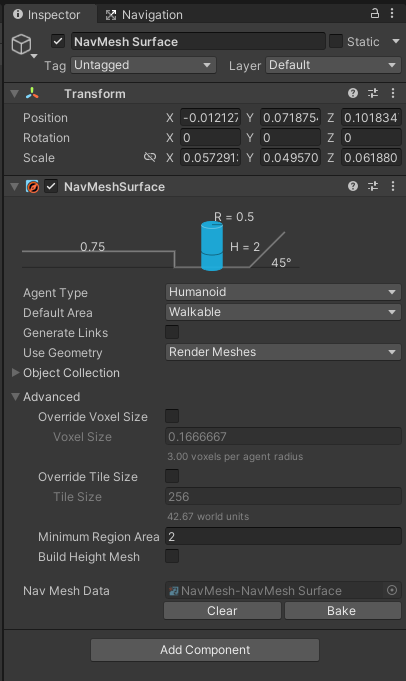 Inspector
Navigation
NavMesh Surface
Static
Tag Untagged Layer Default
Transform
Position X -0.012127 Y 0.071875 Z 0.101834
Rotation X 0 Y 0 Z 0
Scale X 0.057291 Y 0.049570 Z 0.061880
NavMeshSurface
R = 0.5
0.75
H = 2
45°
Agent Type Humanoid
Default Area Walkable
Generate Links
Use Geometry Render Meshes
Object Collection
Advanced
Override Voxel Size
Voxel Size 0.1666667
3.00 voxels per agent radius
Override Tile Size
Tile Size 256
42.67 world units
Minimum Region Area 2
Build Height Mesh
Nav Mesh Data NavMesh-NavMesh Surface
Clear Bake
Add Component